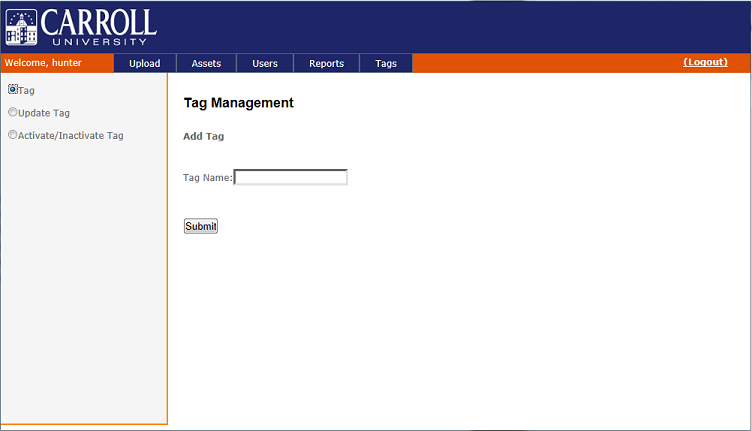 CARROLL
UNIVERSITY
Welcome, hunter Upload Assets Users Reports Tags (Logout)
Tag
Update Tag
Activate/Inactivate Tag
Tag Management
Add Tag
Tag Name:
Submit